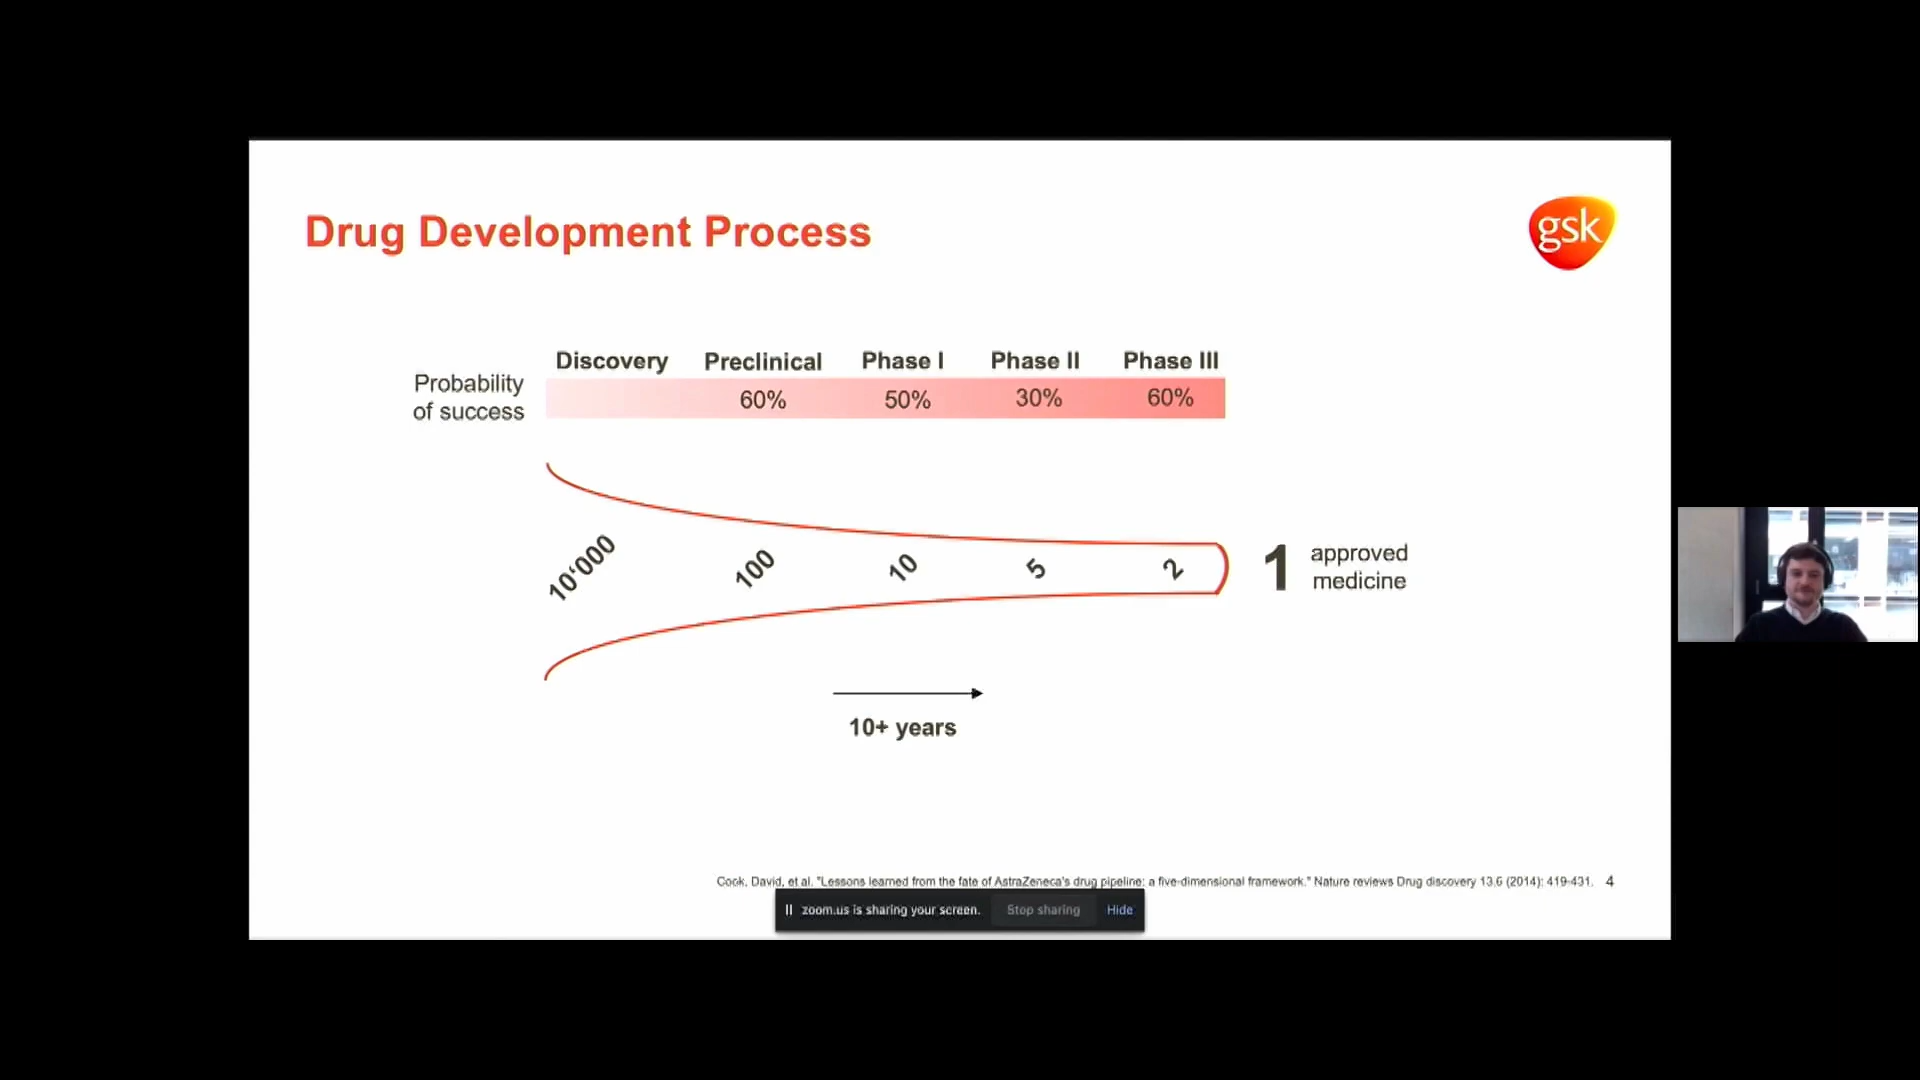 Drug Development Process
gsk
Discovery Preclinical Phase I Phase II Phase III
Probability
of success
60% 50% 30% 60%
10‘000 100 10 5 2
1
approved
medicine
10+ years
Cook, David, et al. "Lessons learned from the fate of AstraZeneca's drug pipeline: a five-dimensional framework." Nature reviews Drug discovery 13.6 (2014): 419-431. 4
zoom.us is sharing your screen. Stop sharing Hide